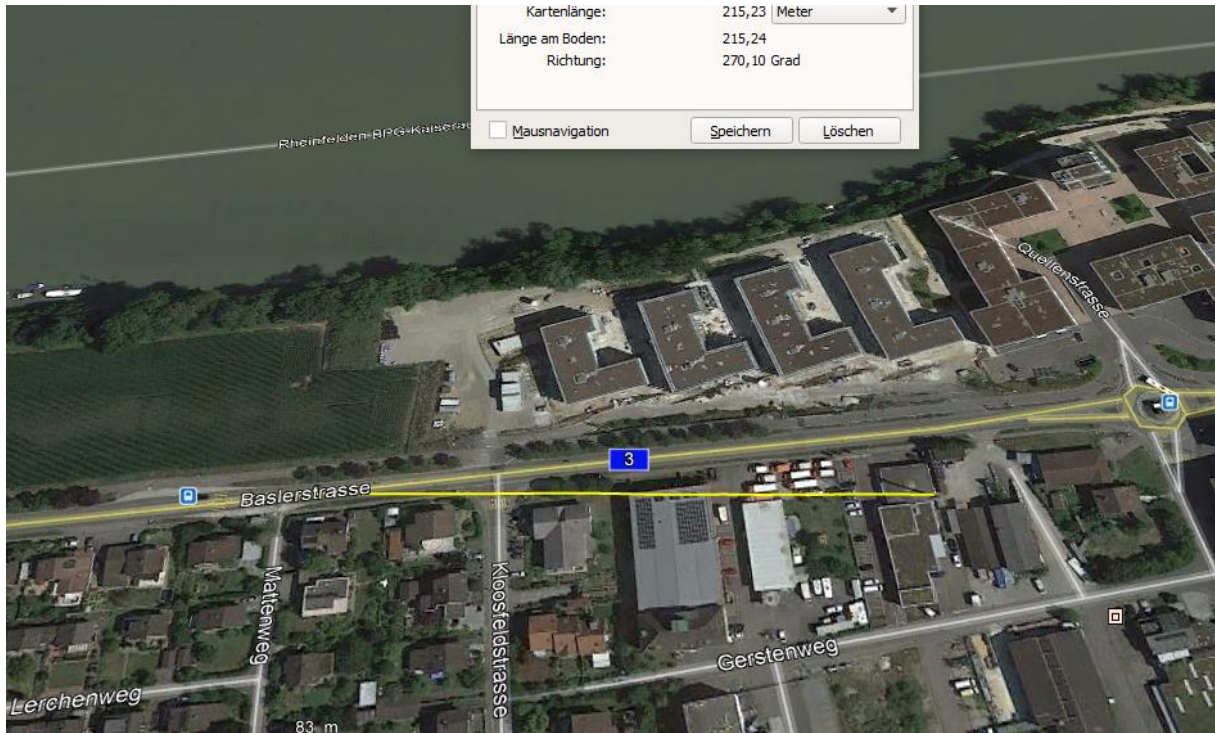 Kartenlänge: 215,23 Meter
Länge am Boden: 215,24
Richtung: 270,10 Grad
Mausnavigation Speichern Löschen
Quellenstrasse
3
Baslerstrasse
Mattenweg
Kloosfeldstrasse
Gerstenweg
Lerchenweg
83 m